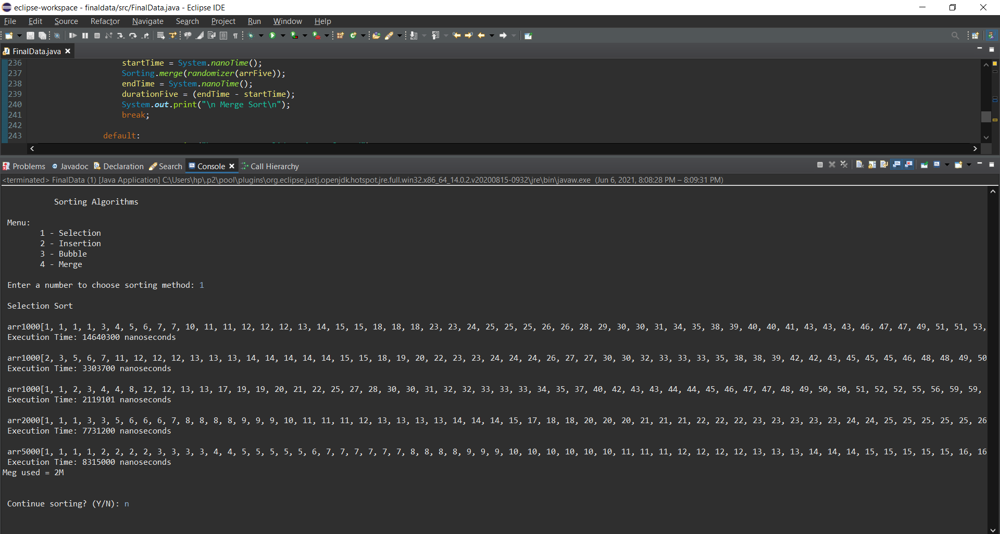 eclipse-workspace - finaldata/src/FinalData.java - Eclipse IDE
File Edit Source Refactor Navigate Search Project Run Window Help
FinalData.java
236 startTime = System.nanoTime();
237 Sorting.merge(randomizer(arrFive));
238 endTime = System.nanoTime();
239 durationFive = (endTime - startTime);
240 System.out.print("\n Merge Sort\n");
241 break;
242
243 default:
Problems Javadoc Declaration Search Console Call Hierarchy
<terminated> FinalData (1) [Java Application] C:\Users\hp\.p2\pool\plugins\org.eclipse.justj.openjdk.hotspot.jre.full.win32.x86_64_14.0.2.v20200815-0932\jre\bin\javaw.exe (Jun 6, 2021, 8:08:28 PM – 8:09:31 PM)
Sorting Algorithms
Menu:
1 - Selection
2 - Insertion
3 - Bubble
4 - Merge
Enter a number to choose sorting method: 1
Selection Sort
arr1000[1, 1, 1, 1, 3, 4, 5, 6, 7, 7, 10, 11, 11, 12, 12, 12, 13, 14, 15, 15, 18, 18, 18, 23, 23, 24, 25, 25, 25, 26, 26, 28, 29, 30, 30, 31, 34, 35, 38, 39, 40, 40, 41, 43, 43, 43, 46, 47, 47, 49, 51, 51, 53,
Execution Time: 14640300 nanoseconds
arr1000[2, 3, 5, 6, 7, 11, 12, 12, 12, 13, 13, 13, 14, 14, 14, 14, 14, 15, 15, 18, 19, 20, 22, 23, 23, 24, 24, 24, 26, 27, 27, 30, 30, 32, 33, 33, 33, 35, 38, 38, 39, 42, 42, 43, 45, 45, 45, 46, 48, 48, 49, 50
Execution Time: 3303700 nanoseconds
arr1000[1, 1, 2, 3, 4, 4, 8, 12, 12, 13, 13, 17, 19, 19, 20, 21, 22, 25, 27, 28, 30, 30, 31, 32, 32, 33, 33, 33, 34, 35, 37, 40, 42, 43, 43, 44, 44, 45, 46, 47, 47, 48, 49, 50, 50, 51, 52, 52, 55, 56, 59, 59,
Execution Time: 2119101 nanoseconds
arr2000[1, 1, 1, 3, 3, 5, 6, 6, 6, 7, 8, 8, 8, 8, 9, 9, 9, 10, 11, 11, 11, 12, 13, 13, 13, 13, 14, 14, 14, 15, 17, 18, 18, 20, 20, 20, 21, 21, 21, 22, 22, 22, 23, 23, 23, 23, 23, 24, 24, 25, 25, 25, 25, 25, 26
Execution Time: 7731200 nanoseconds
arr5000[1, 1, 1, 1, 2, 2, 2, 2, 3, 3, 3, 3, 4, 4, 5, 5, 5, 5, 5, 6, 7, 7, 7, 7, 7, 7, 8, 8, 8, 8, 9, 9, 9, 10, 10, 10, 10, 10, 10, 11, 11, 11, 12, 12, 12, 12, 13, 13, 13, 14, 14, 14, 15, 15, 15, 15, 15, 16, 16
Execution Time: 8315000 nanoseconds
Meg used = 2M
Continue sorting? (Y/N): n